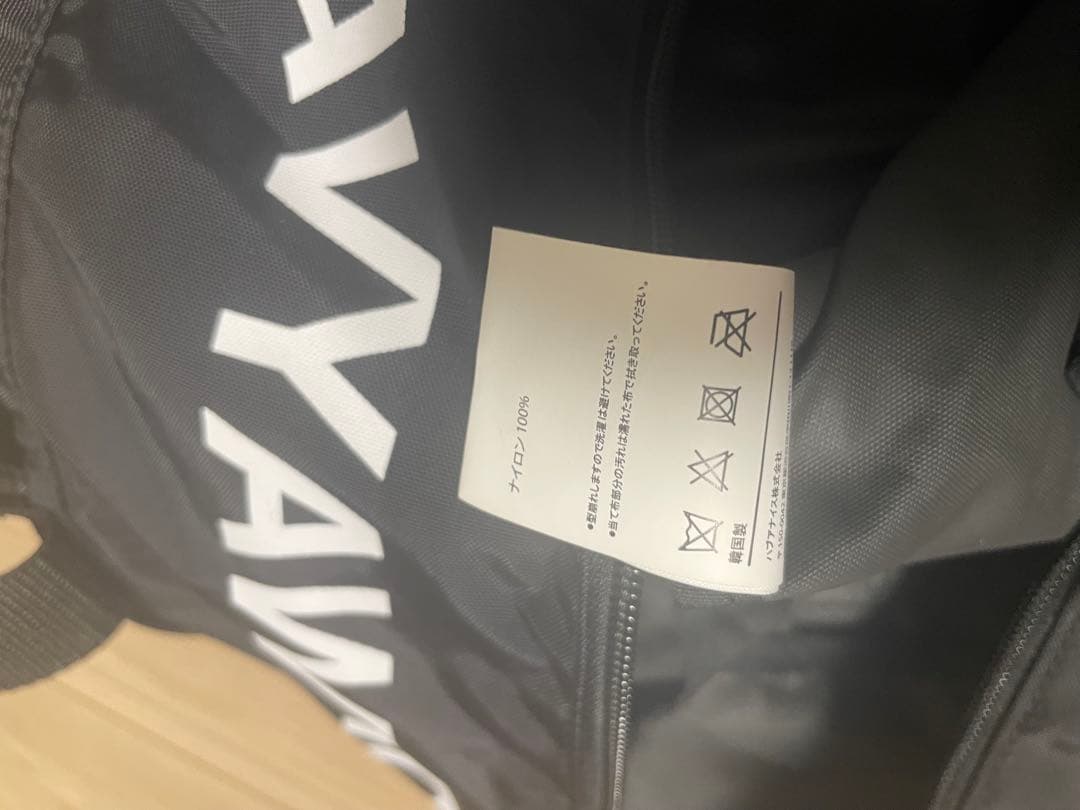 ナイロン 100%
●型崩れしますので洗濯は避けてください。
●当て布部分の汚れは濡れた布で拭き取ってください。
韓国製
ハブアナイス株式会社
〒150-0042